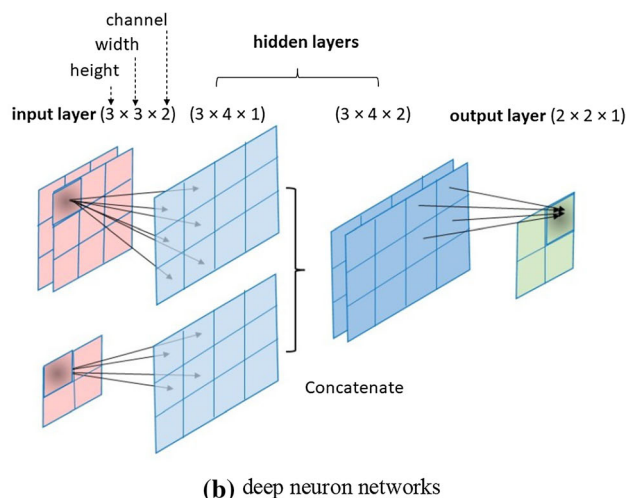 channel
width
height
hidden layers
input layer (3 × 3 × 2) (3 × 4 × 1) (3 × 4 × 2) output layer (2 × 2 × 1)
Concatenate
(b) deep neuron networks